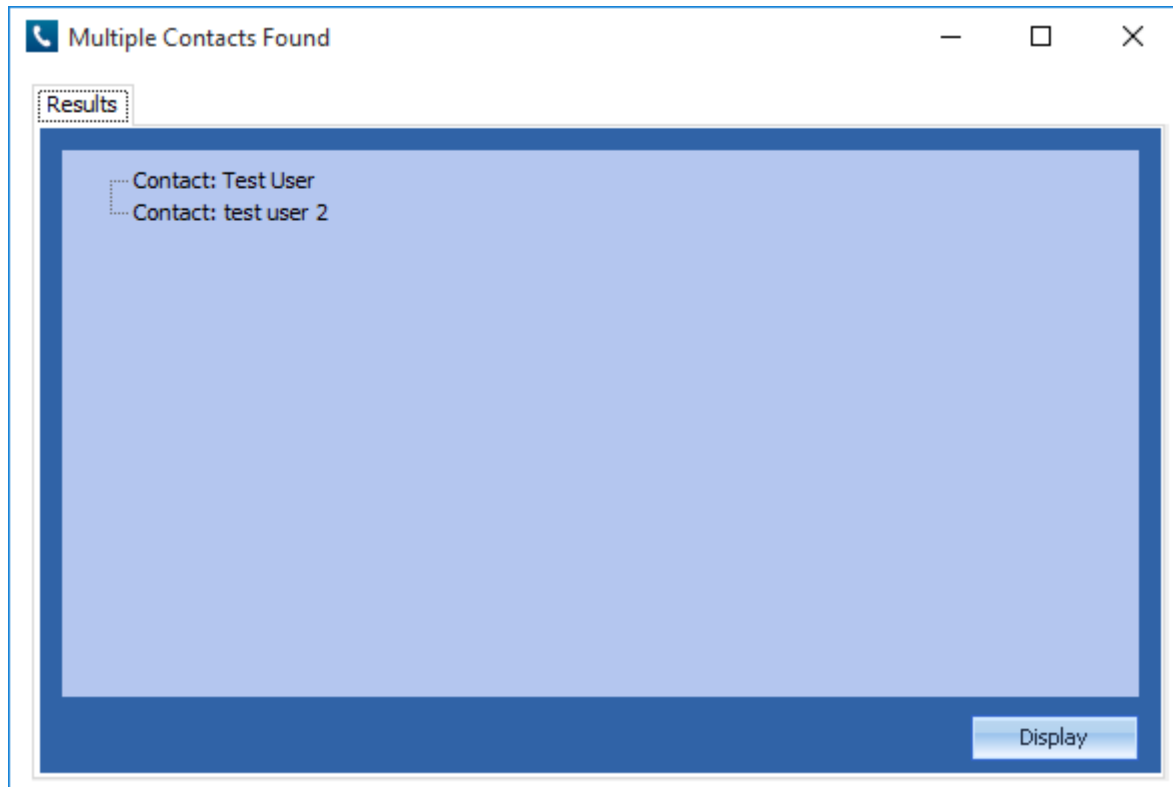 Multiple Contacts Found
Results
Contact: Test User
Contact: test user 2
Display